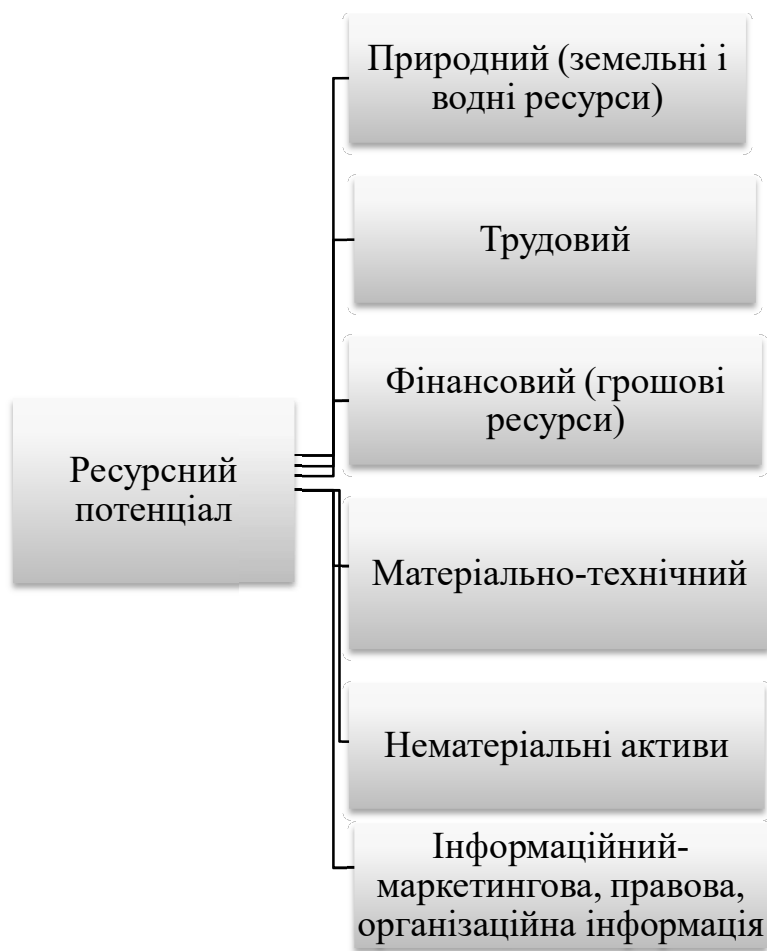 Природний (земельні і
водні ресурси)
Трудовий
Фінансовий (грошові
ресурси)
Ресурсний
потенціал
Матеріально-технічний
Нематеріальні активи
Інформаційний-
маркетингова, правова,
організаційна інформація